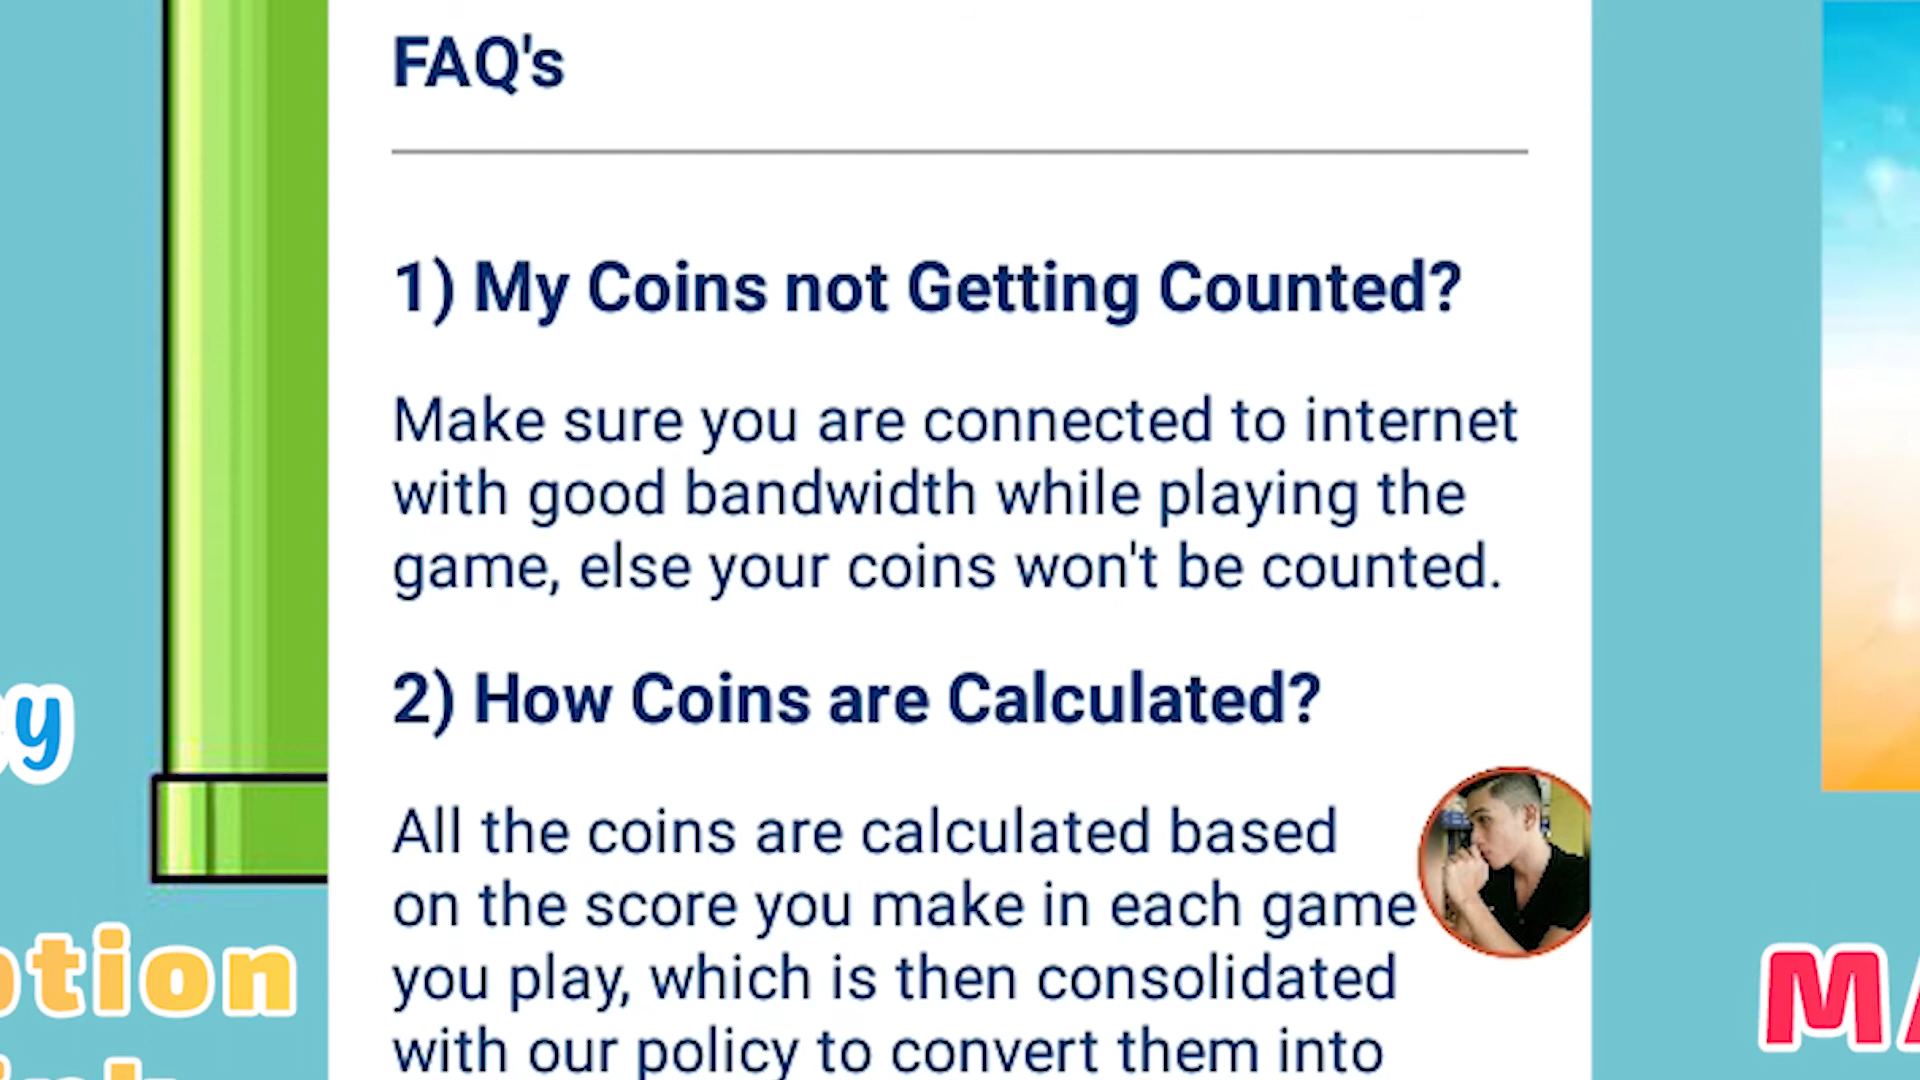 FAQ's
1) My Coins not Getting Counted?
Make sure you are connected to internet
with good bandwidth while playing the
game, else your coins won't be counted.
2) How Coins are Calculated?
All the coins are calculated based
on the score you make in each game
you play, which is then consolidated
with our policy to convert them into
y
otion
MA